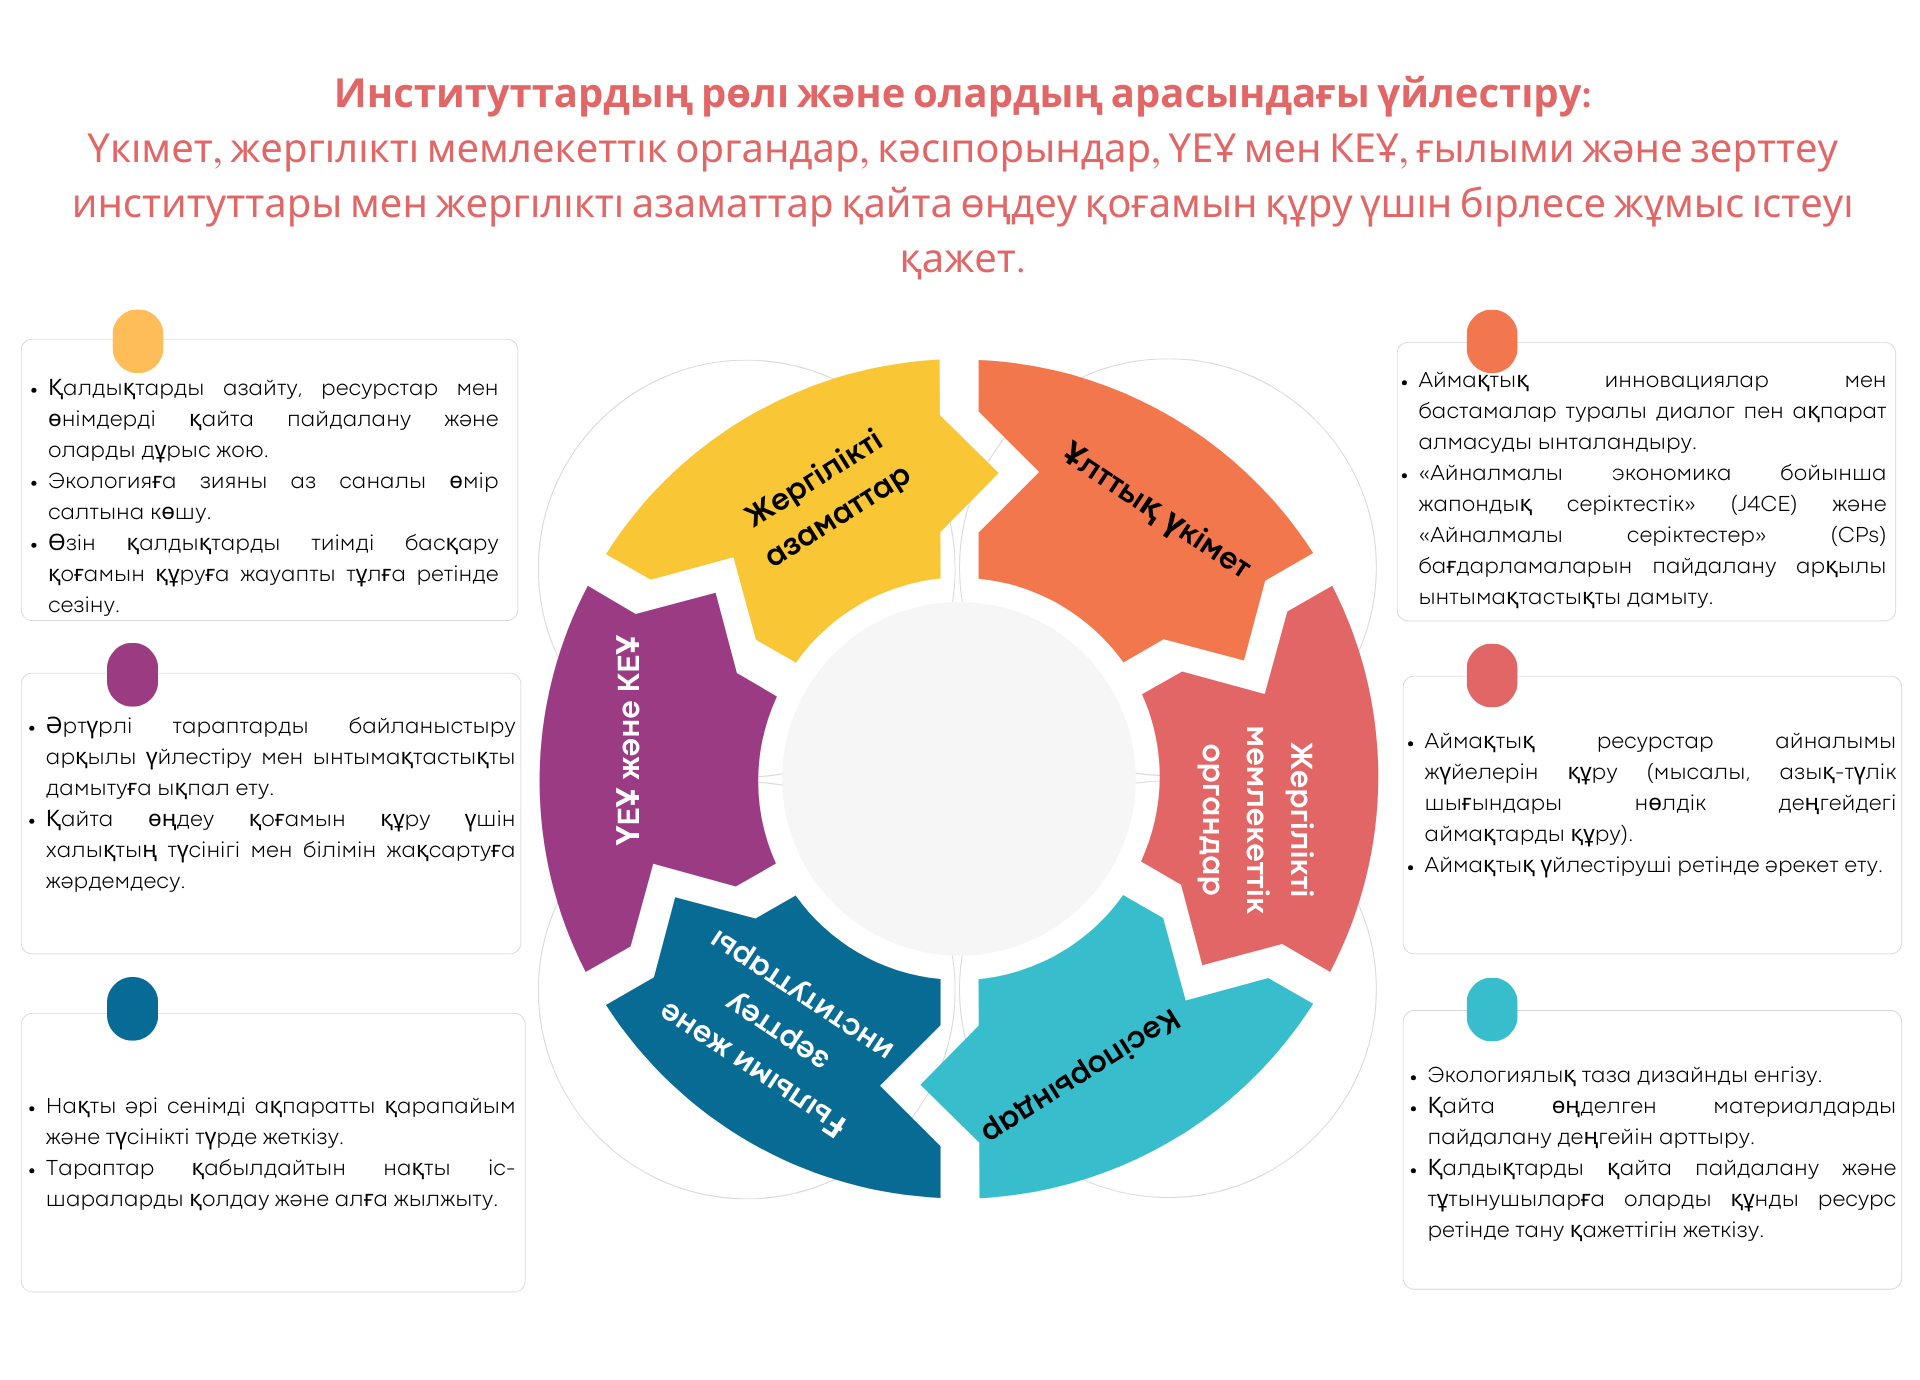 Институттардың рөлі және олардың арасындағы үйлестіру:
Үкімет, жергілікті мемлекеттік органдар, кәсіпорындар, ҮЕҰ мен КЕҰ, ғылыми және зерттеу
институттары мен жергілікті азаматтар қайта өңдеу қоғамын құру үшін бірлесе жұмыс істеуі
қажет.
• Қалдықтарды азайту, ресурстар мен
өнімдерді қайта пайдалану және
оларды дұрыс жою.
• Экологияға зияны аз саналы өмір
салтына көшу.
• Өзін қалдықтарды тиімді басқару
қоғамын құруға жауапты тұлға ретінде
сезіну.
• Әртүрлі тараптарды байланыстыру
арқылы үйлестіру мен ынтымақтастықты
дамытуға ықпал ету.
• Қайта өңдеу қоғамын құру үшін
халықтың түсінігі мен білімін жақсартуға
жәрдемдесу.
• Нақты әрі сенімді ақпаратты қарапайым
және түсінікті түрде жеткізу.
• Тараптар қабылдайтын нақты іс-
шараларды қолдау және алға жылжыту.
Жергілікті
азаматтар
Ұлттық үкімет
Жергілікті
мемлекеттік
органдар
Кәсіпорындар
Ғылыми және
зерттеу
институттары
ҮЕҰ және КЕҰ
• Аймақтық инновациялар мен
бастамалар туралы диалог пен ақпарат
алмасуды ынталандыру.
• «Айналмалы экономика бойынша
жапондық серіктестік» (J4CE) және
«Айналмалы серіктестер» (CPs)
бағдарламаларын пайдалану арқылы
ынтымақтастықты дамыту.
• Аймақтық ресурстар айналымы
жүйелерін құру (мысалы, азық-түлік
шығындары нөлдік деңгейдегі
аймақтарды құру).
• Аймақтық үйлестіруші ретінде әрекет ету.
• Экологиялық таза дизайнды енгізу.
• Қайта өңделген материалдарды
пайдалану деңгейін арттыру.
• Қалдықтарды қайта пайдалану және
тұтынушыларға оларды құнды ресурс
ретінде тану қажеттігін жеткізу.